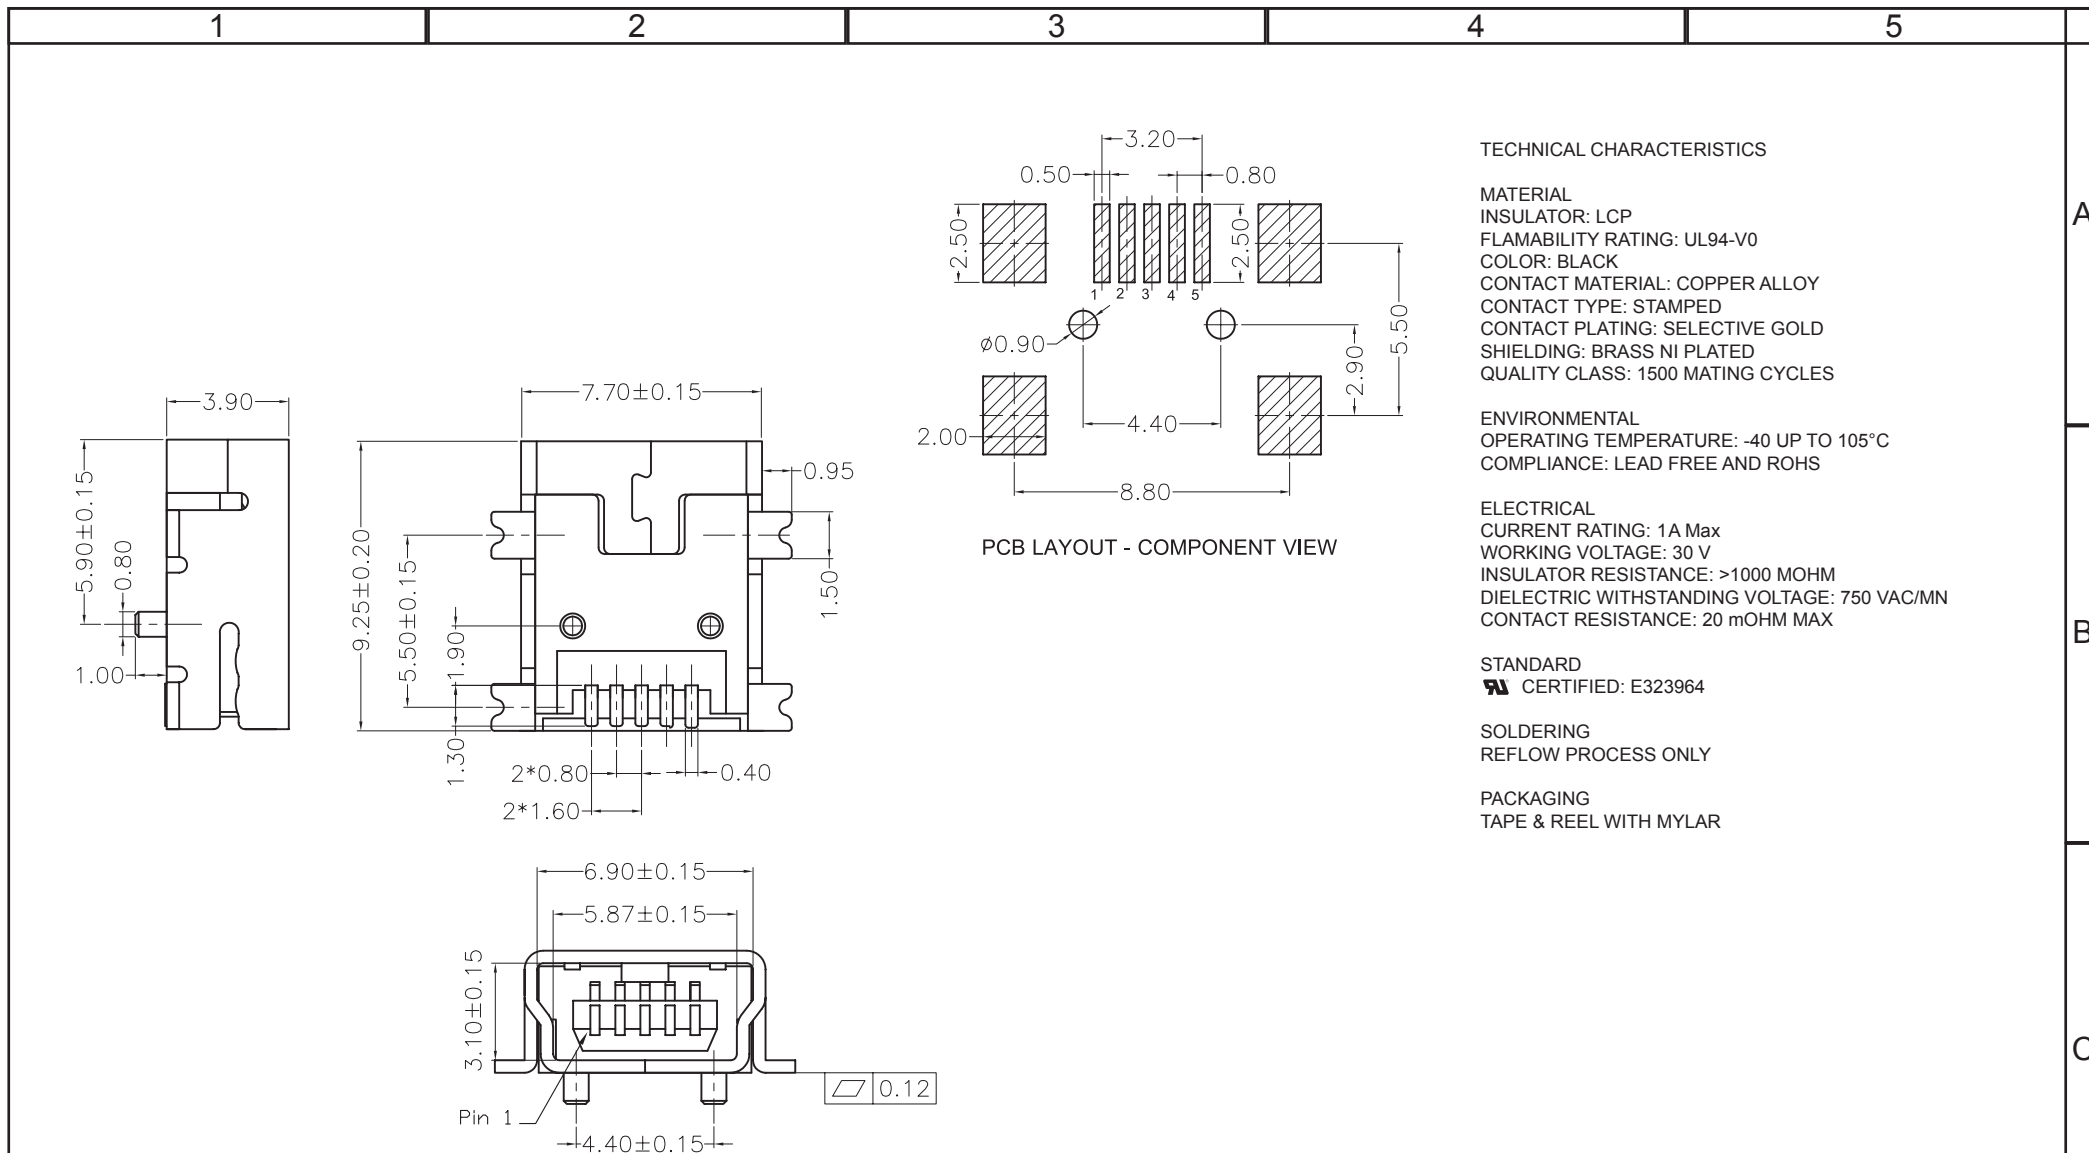 1 2 3 4 5
A
B
C
3.20
0.50
0.80
2.50
2.50
1 2 3 4 5
ø0.90
5.50
2.90
2.00
4.40
8.80
PCB LAYOUT - COMPONENT VIEW
3.90
5.90±0.15
0.80
1.00
7.70±0.15
0.95
9.25±0.20
5.50±0.15
1.90
1.50
1.30
2*0.80
0.40
2*1.60
6.90±0.15
5.87±0.15
3.10±0.15
0.12
Pin 1
4.40±0.15
TECHNICAL CHARACTERISTICS
MATERIAL
INSULATOR: LCP
FLAMABILITY RATING: UL94-V0
COLOR: BLACK
CONTACT MATERIAL: COPPER ALLOY
CONTACT TYPE: STAMPED
CONTACT PLATING: SELECTIVE GOLD
SHIELDING: BRASS NI PLATED
QUALITY CLASS: 1500 MATING CYCLES
ENVIRONMENTAL
OPERATING TEMPERATURE: -40 UP TO 105°C
COMPLIANCE: LEAD FREE AND ROHS
ELECTRICAL
CURRENT RATING: 1A Max
WORKING VOLTAGE: 30 V
INSULATOR RESISTANCE: >1000 MOHM
DIELECTRIC WITHSTANDING VOLTAGE: 750 VAC/MN
CONTACT RESISTANCE: 20 mOHM MAX
STANDARD
CERTIFIED: E323964
SOLDERING
REFLOW PROCESS ONLY
PACKAGING
TAPE & REEL WITH MYLAR